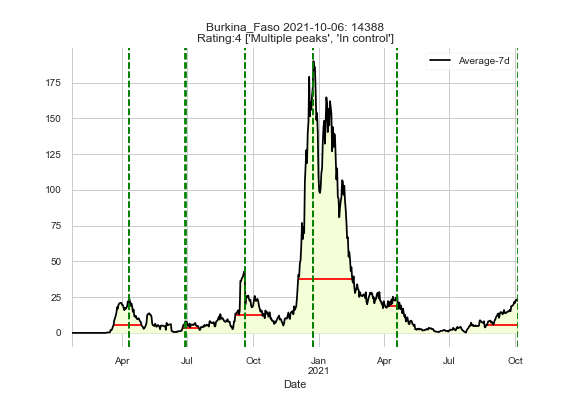 Burkina_Faso 2021-10-06: 14388
Rating:4 ['Multiple peaks', 'In control']
Average-7d
175
150
125
100
75
50
25
0
Apr Jul Oct Jan Apr Jul Oct
2021
Date